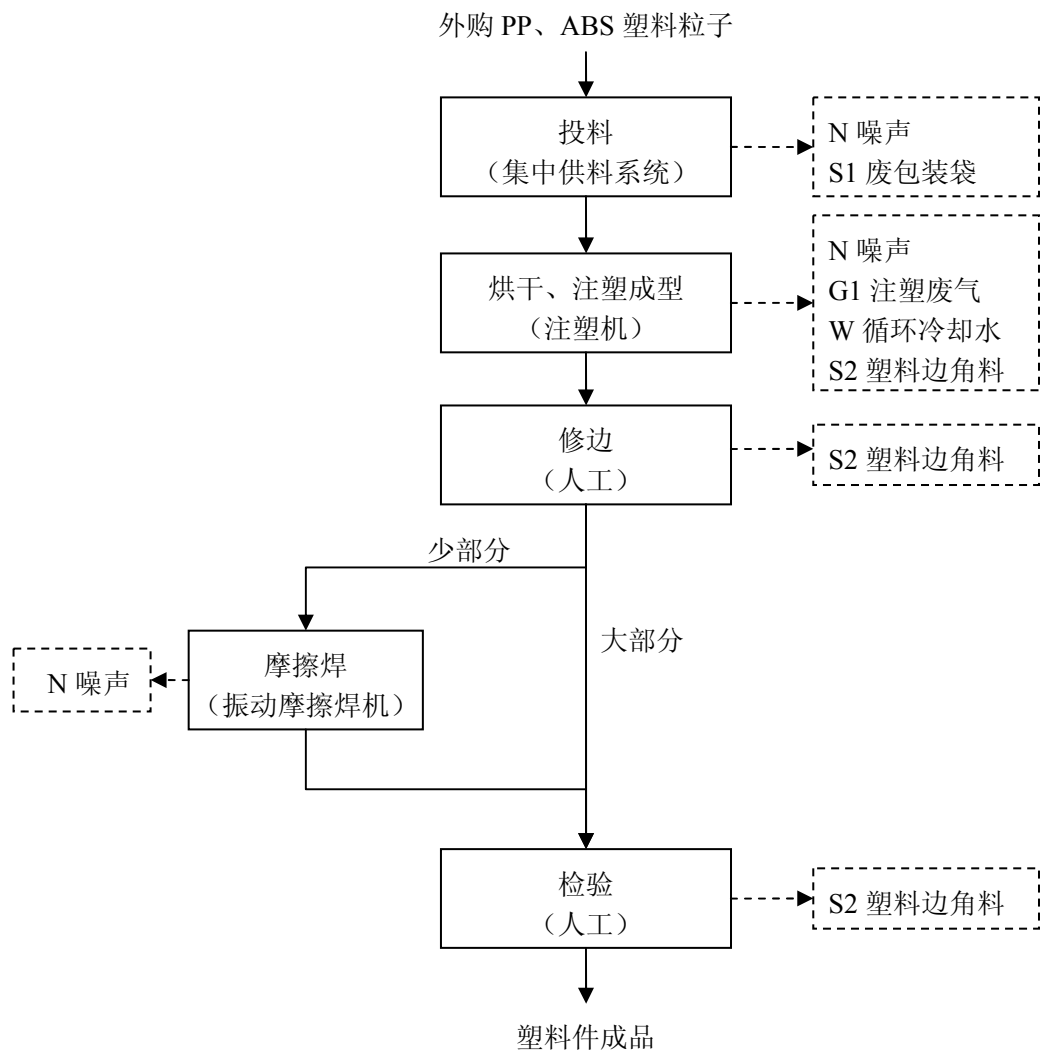 外购 PP、ABS 塑料粒子
投料
（集中供料系统）
N 噪声
S1 废包装袋
烘干、注塑成型
（注塑机）
N 噪声
G1 注塑废气
W 循环冷却水
S2 塑料边角料
修边
（人工）
S2 塑料边角料
少部分
大部分
摩擦焊
（振动摩擦焊机）
N 噪声
检验
（人工）
S2 塑料边角料
塑料件成品